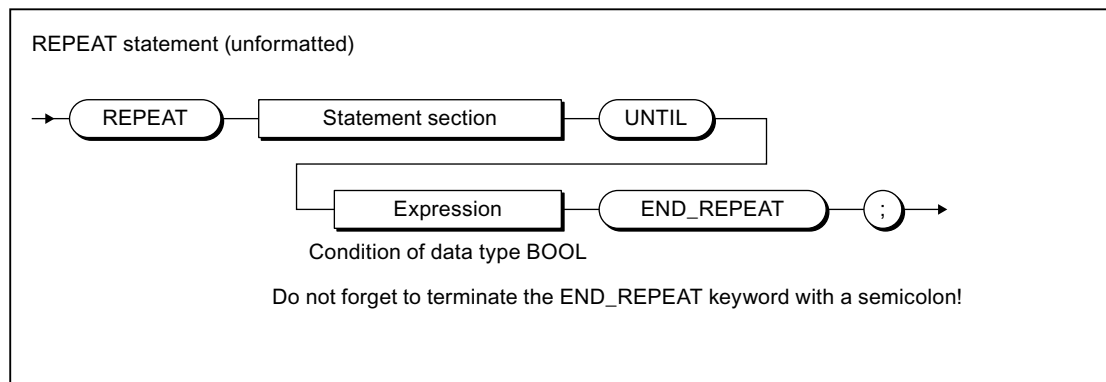 REPEAT statement (unformatted)
REPEAT Statement section UNTIL
Expression END_REPEAT ;
Condition of data type BOOL
Do not forget to terminate the END_REPEAT keyword with a semicolon!